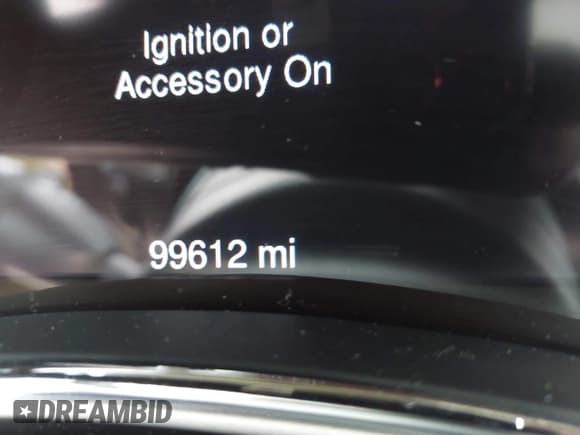 Ignition or
Accessory On
99612 mi
DREAMBID